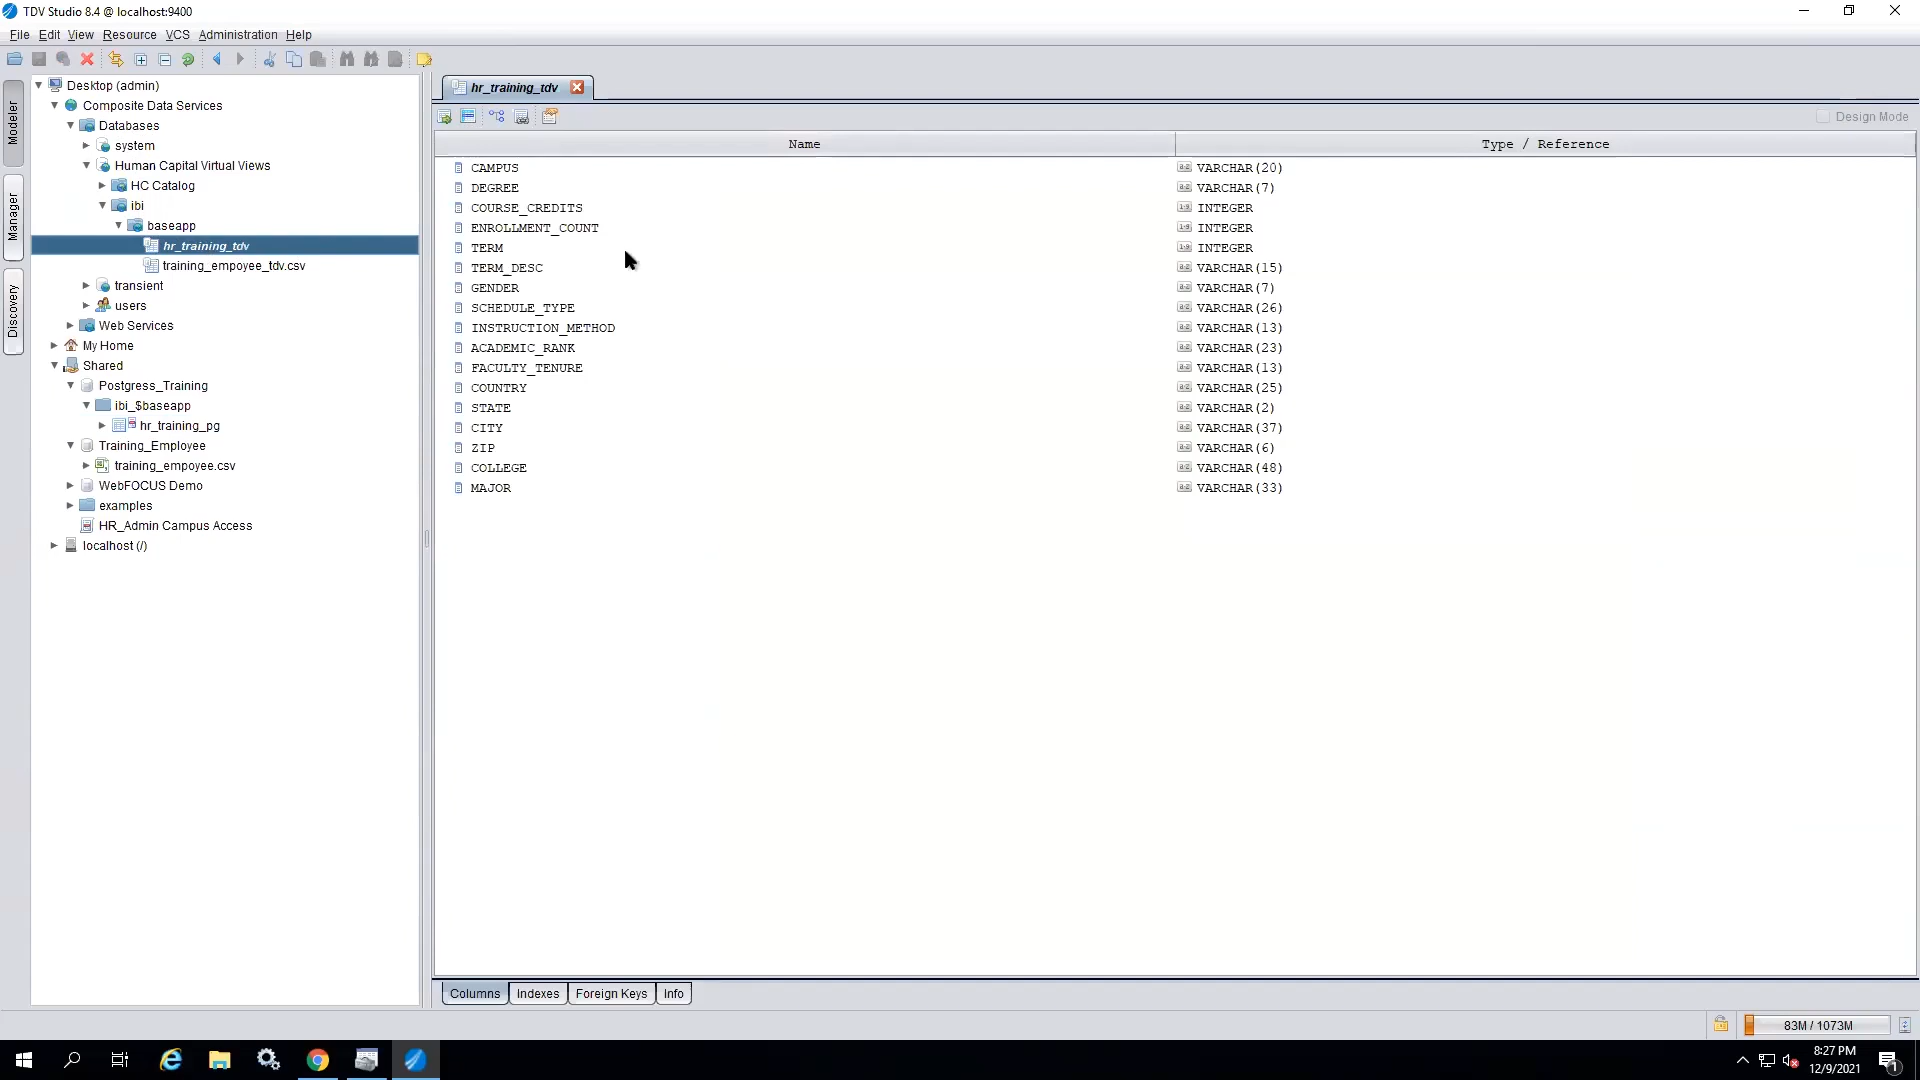 TDV Studio 8.4 @ localhost:9400
File Edit View Resource VCS Administration Help
Modeler
Manager
Discovery
Desktop (admin)
Composite Data Services
Databases
system
Human Capital Virtual Views
HC Catalog
ibi
baseapp
hr_training_tdv
training_empoyee_tdv.csv
transient
users
Web Services
My Home
Shared
Postgress_Training
ibi_$baseapp
hr_training_pg
Training_Employee
training_empoyee.csv
WebFOCUS Demo
examples
HR_Admin Campus Access
localhost (/)
hr_training_tdv
Design Mode
Name Type / Reference
CAMPUS VARCHAR(20)
DEGREE VARCHAR(7)
COURSE_CREDITS INTEGER
ENROLLMENT_COUNT INTEGER
TERM INTEGER
TERM_DESC VARCHAR(15)
GENDER VARCHAR(7)
SCHEDULE_TYPE VARCHAR(26)
INSTRUCTION_METHOD VARCHAR(13)
ACADEMIC_RANK VARCHAR(23)
FACULTY_TENURE VARCHAR(13)
COUNTRY VARCHAR(25)
STATE VARCHAR(2)
CITY VARCHAR(37)
ZIP VARCHAR(6)
COLLEGE VARCHAR(48)
MAJOR VARCHAR(33)
Columns Indexes Foreign Keys Info
83M / 1073M
8:27 PM
12/9/2021
1